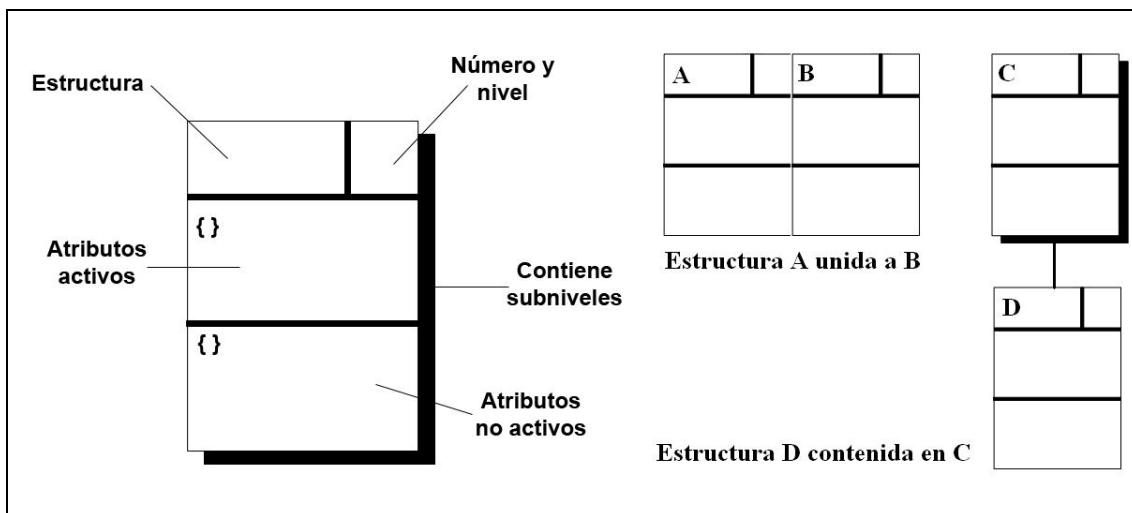 Estructura
Número y
nivel
{ }
Atributos
activos
Contiene
subniveles
{ }
Atributos
no activos
A
B
Estructura A unida a B
C
D
Estructura D contenida en C